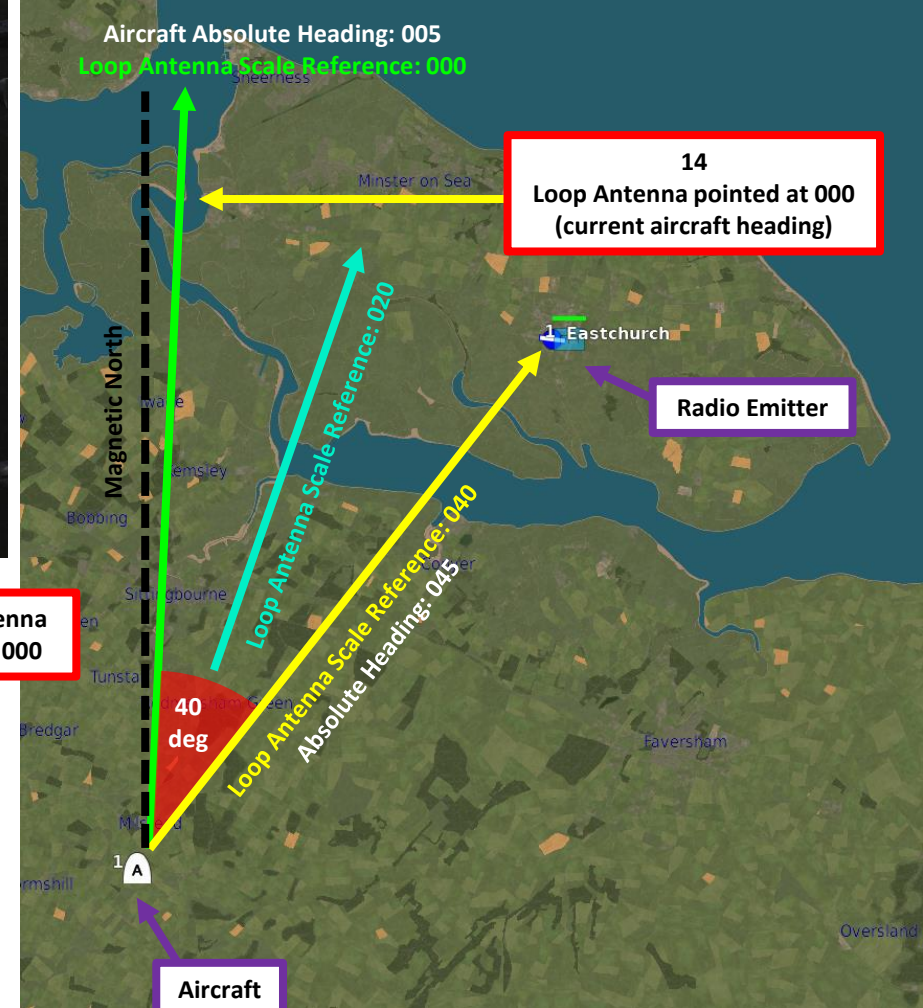 Aircraft Absolute Heading: 005
Loop Antenna Scale Reference: 000
Sheerness
14
Loop Antenna pointed at 000
(current aircraft heading)
Minster on Sea
Magnetic North
Loop Antenna Scale Reference: 020
1 Eastchurch
Radio Emitter
emsley
Bobbing
Loop Antenna Scale Reference: 040
Absolute Heading: 045
enna
000
en
Tunsta
40
deg
Bredgar
Faversham
1
A
rmshill
Oversland
Aircraft